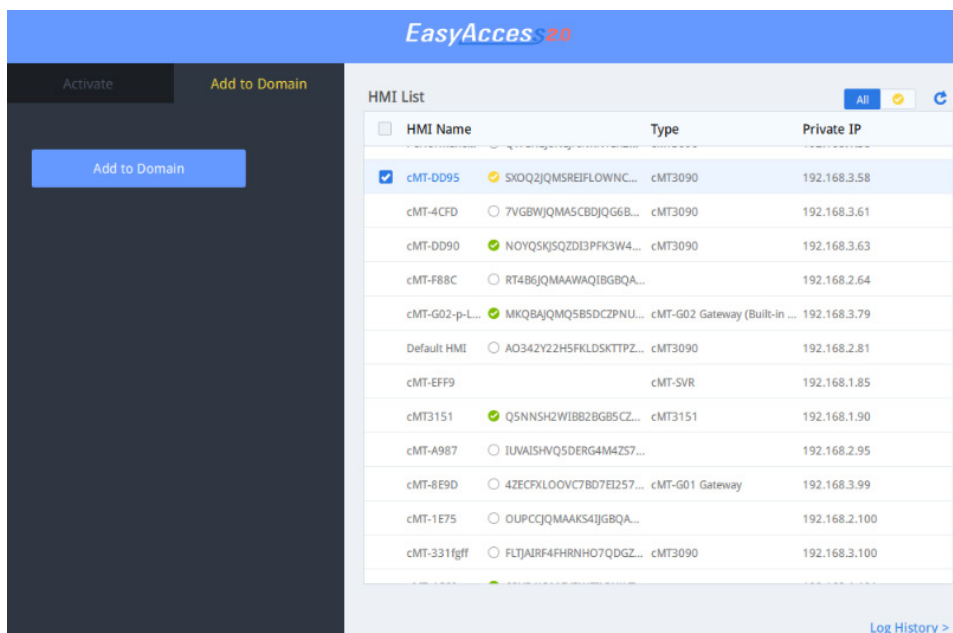 EasyAccess2.0
Activate
Add to Domain
Add to Domain
HMI List
All
HMI Name Type Private IP
cMT-DD95 SXOQ2JQMSREIFLOWNC... cMT3090 192.168.3.58
cMT-4CFD 7VGBWJQMA5CBDJQG6B... cMT3090 192.168.3.61
cMT-DD90 NOYQSKJSQZDI3PFK3W4... cMT3090 192.168.3.63
cMT-F88C RT4B6JQMAAWAQIBGBQA... 192.168.2.64
cMT-G02-p-L... MKQBAJQMQ5B5DCZPNU... cMT-G02 Gateway (Built-in ... 192.168.3.79
Default HMI AO342Y22H5FKLDSKTTPZ... cMT3090 192.168.2.81
cMT-EFF9 cMT-SVR 192.168.1.85
cMT3151 Q5NNSH2WIBB2BGB5CZ... cMT3151 192.168.1.90
cMT-A987 IUVAISHVQ5DERG4M4ZS7... 192.168.2.95
cMT-8E9D 4ZECFXLOOVC7BD7EI257... cMT-G01 Gateway 192.168.3.99
cMT-1E75 OUPCCJQMAAKS4IJGBQA... 192.168.2.100
cMT-331fgff FLTJAIRF4FHRNHO7QDGZ... cMT3090 192.168.3.100
Log History >